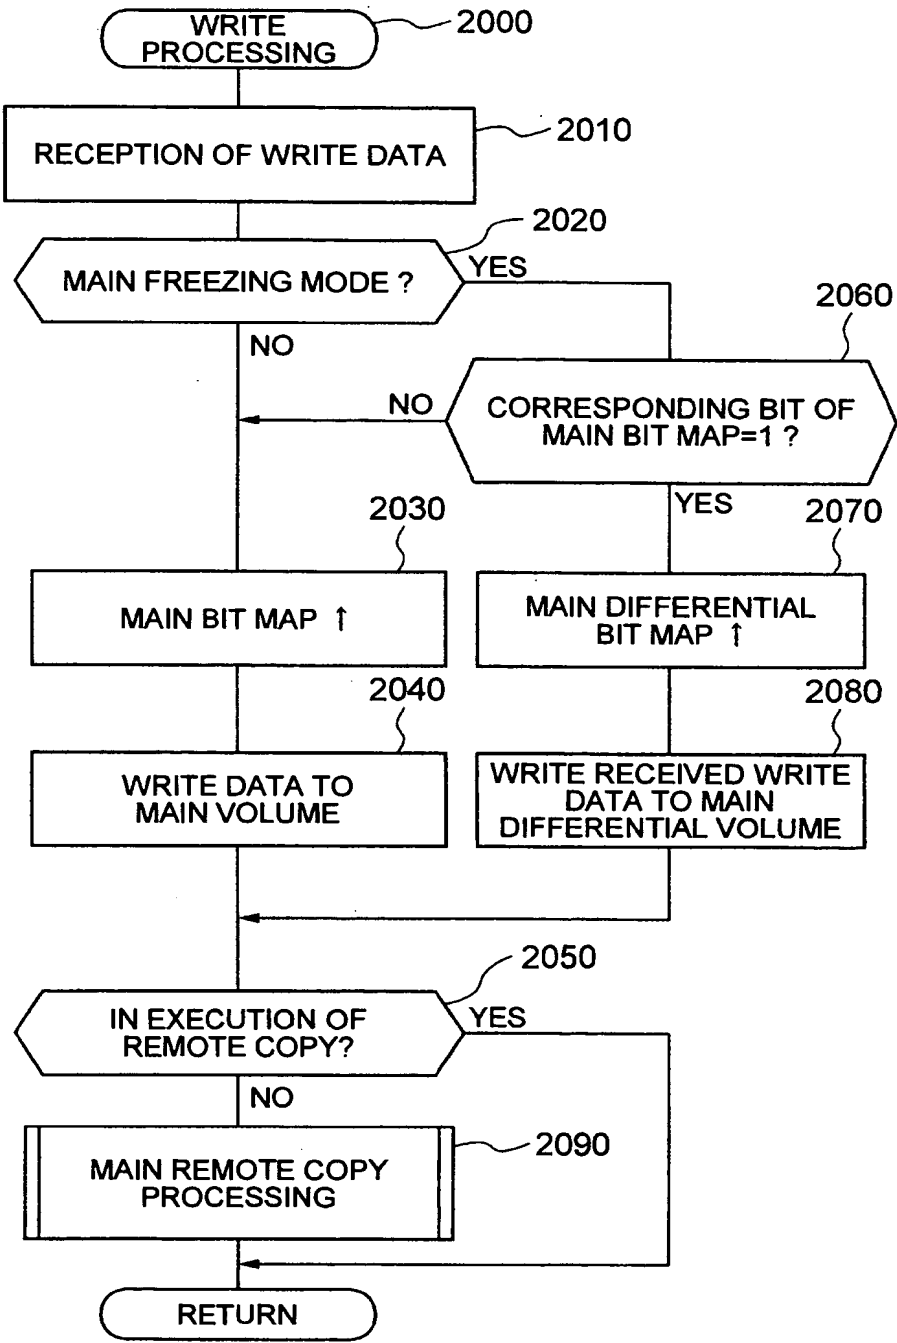 WRITE
PROCESSING
2000
RECEPTION OF WRITE DATA
2010
MAIN FREEZING MODE ?
2020
YES
NO
2060
CORRESPONDING BIT OF
MAIN BIT MAP=1 ?
NO
YES
2030
MAIN BIT MAP ↑
2070
MAIN DIFFERENTIAL
BIT MAP ↑
2040
WRITE DATA TO
MAIN VOLUME
2080
WRITE RECEIVED WRITE
DATA TO MAIN
DIFFERENTIAL VOLUME
2050
IN EXECUTION OF
REMOTE COPY?
YES
NO
2090
MAIN REMOTE COPY
PROCESSING
RETURN